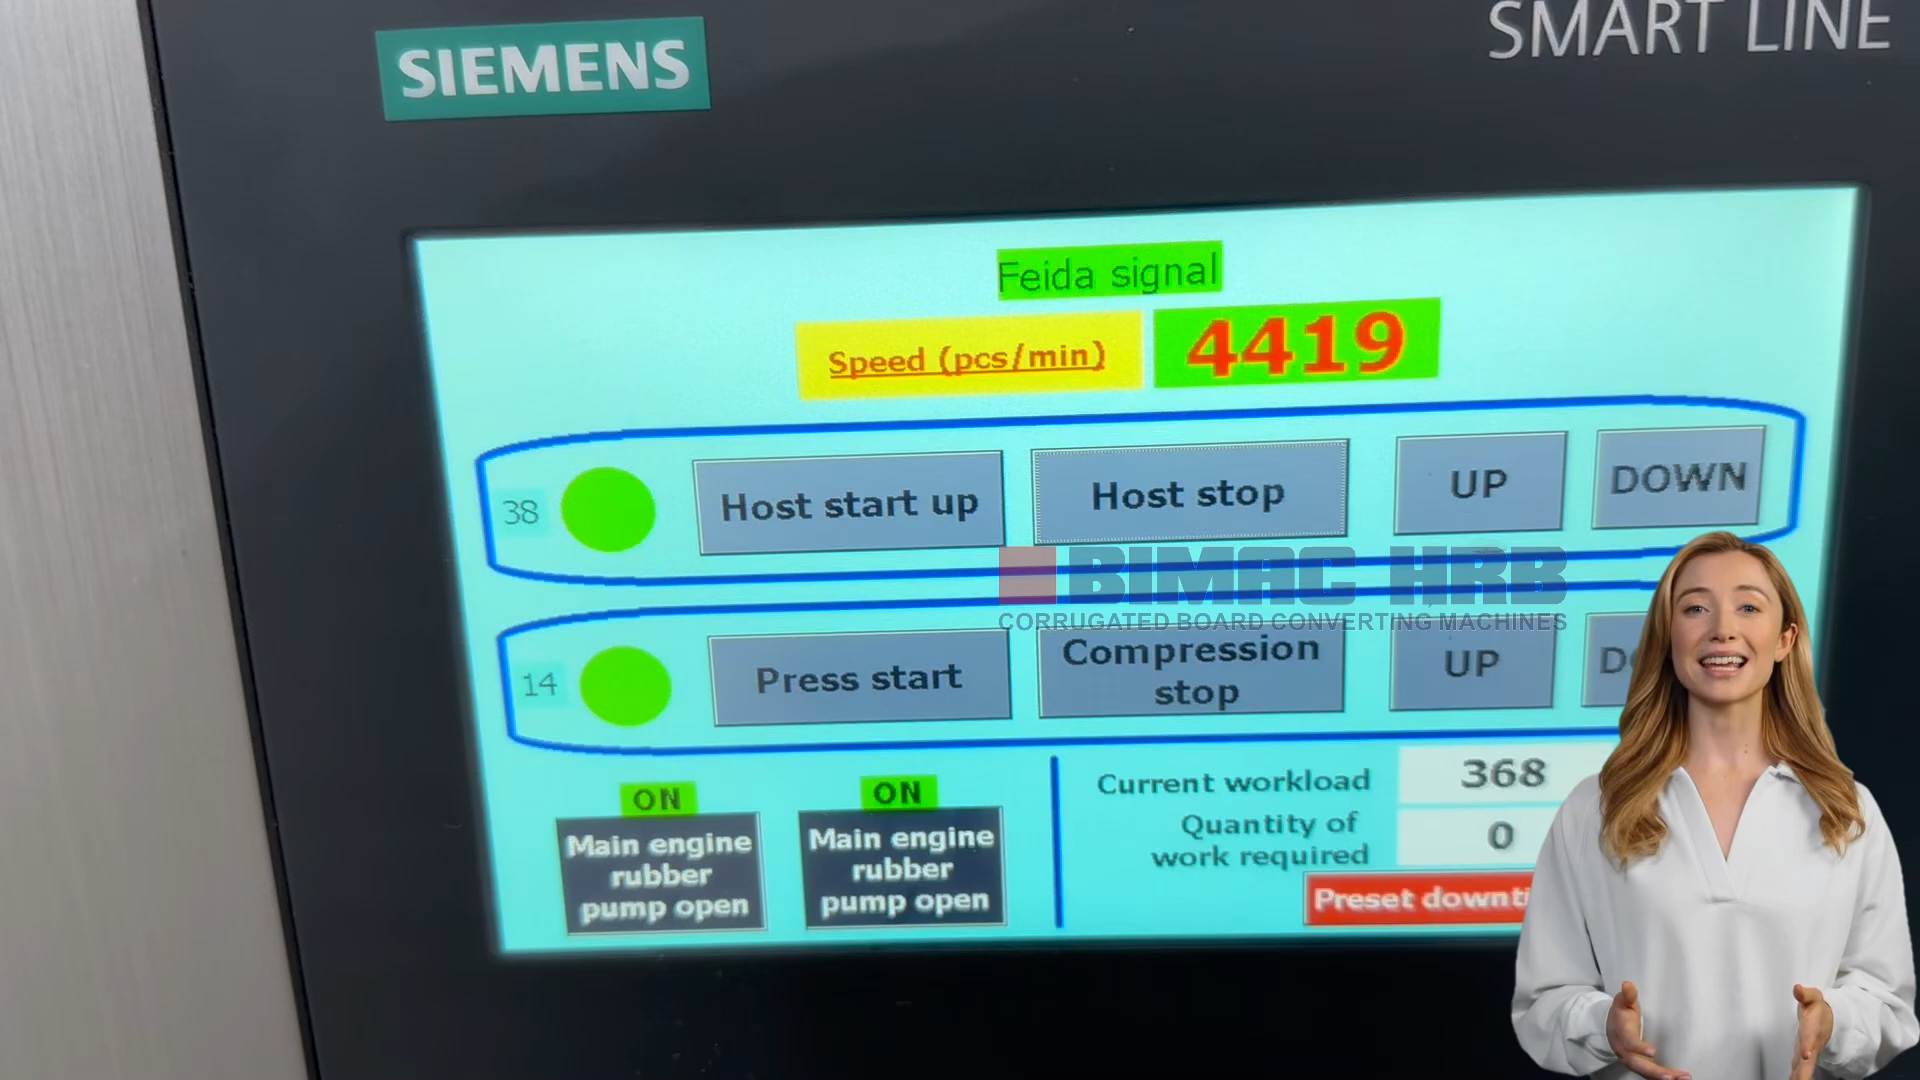 SIEMENS
SMART LINE
Feida signal
Speed (pcs/min)
4419
38
Host start up
Host stop
UP
DOWN
BIMAC HRB
CORRUGATED BOARD CONVERTING MACHINES
14
Press start
Compression
stop
UP
ON
Main engine
rubber
pump open
ON
Main engine
rubber
pump open
Current workload
368
Quantity of
work required
0
Preset